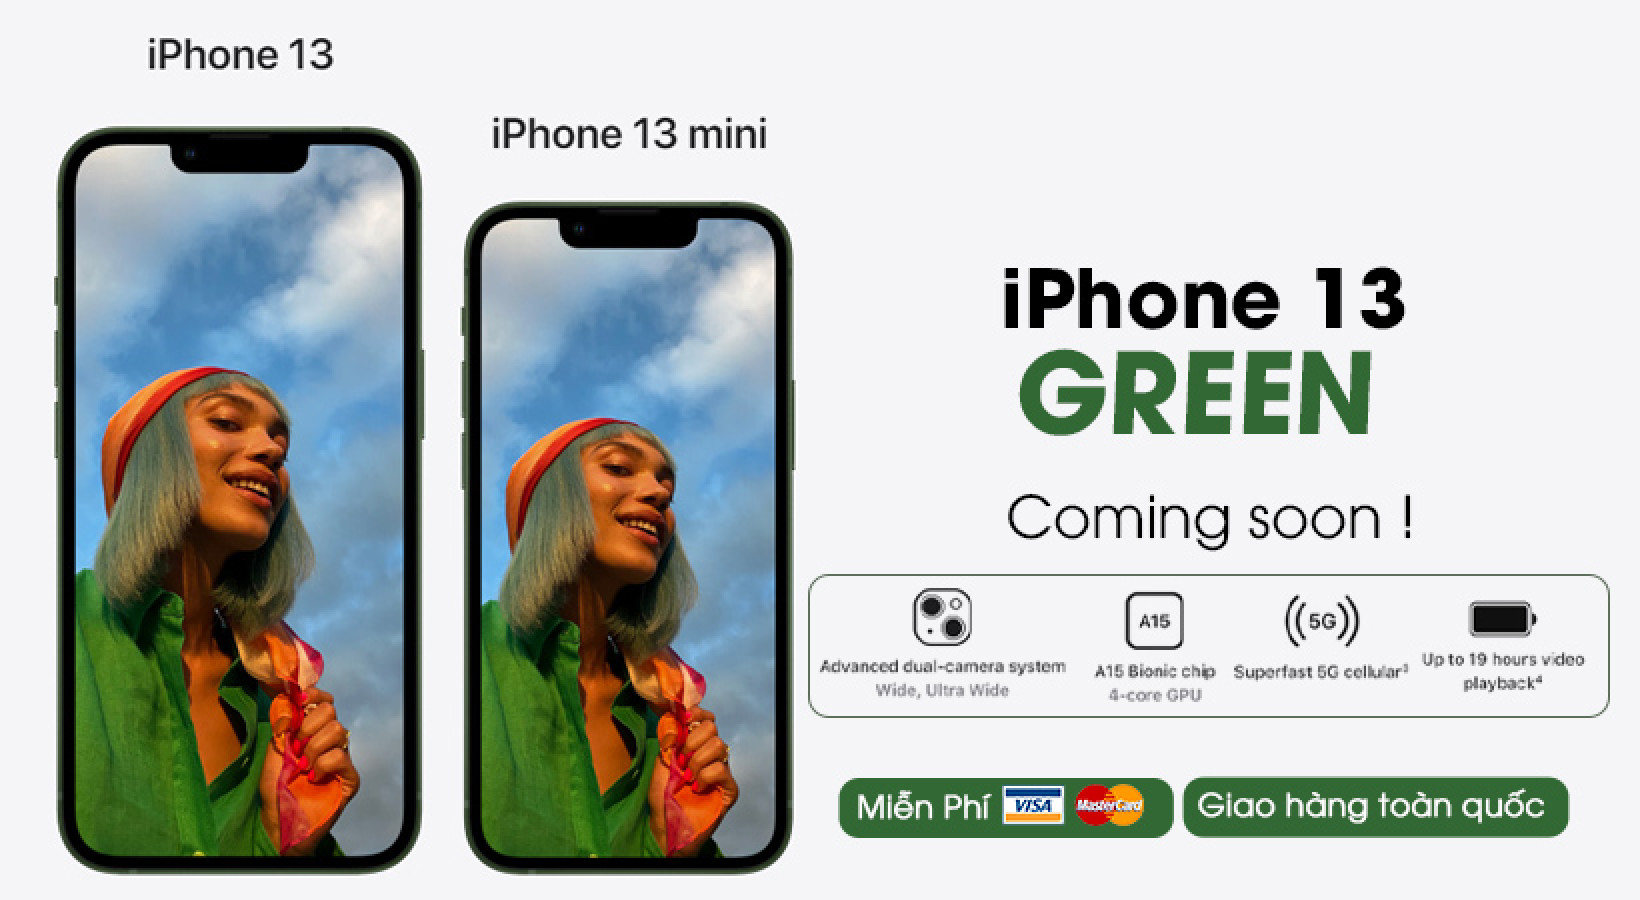 iPhone 13
iPhone 13 mini
iPhone 13
GREEN
Coming soon !
A15
5G
Advanced dual-camera system
Wide, Ultra Wide
A15 Bionic chip
4-core GPU
Superfast 5G cellular³
Up to 19 hours video
playback⁴
Miễn Phí VISA MasterCard
Giao hàng toàn quốc